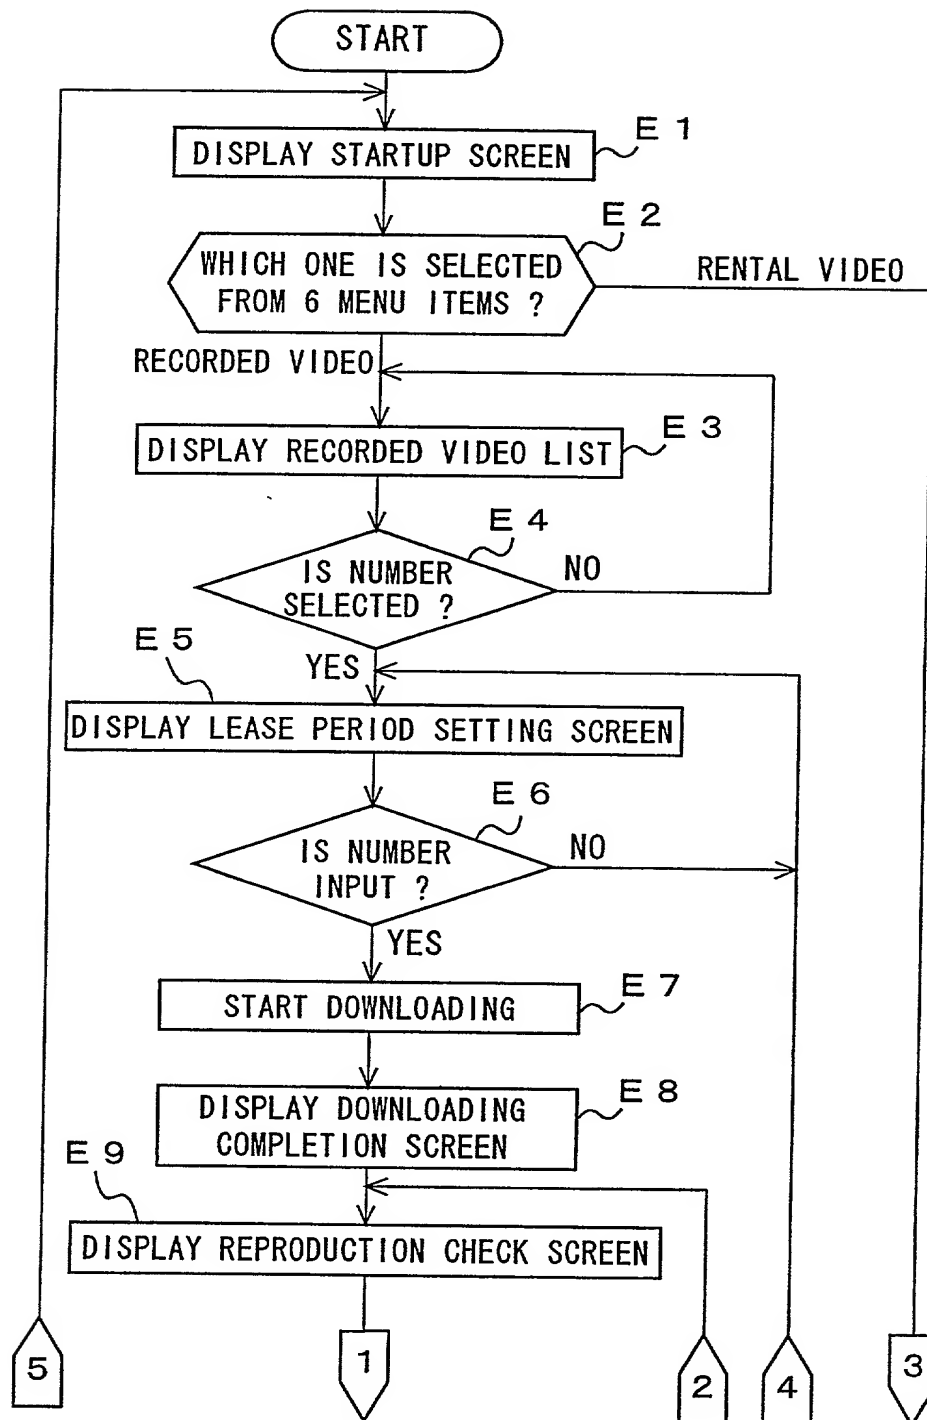 START
E 1
DISPLAY STARTUP SCREEN
E 2
WHICH ONE IS SELECTED
FROM 6 MENU ITEMS ?
RENTAL VIDEO
RECORDED VIDEO
E 3
DISPLAY RECORDED VIDEO LIST
E 4
IS NUMBER
SELECTED ?
NO
YES
E 5
DISPLAY LEASE PERIOD SETTING SCREEN
E 6
IS NUMBER
INPUT ?
NO
YES
E 7
START DOWNLOADING
E 8
DISPLAY DOWNLOADING
COMPLETION SCREEN
E 9
DISPLAY REPRODUCTION CHECK SCREEN
5
1
2
4
3